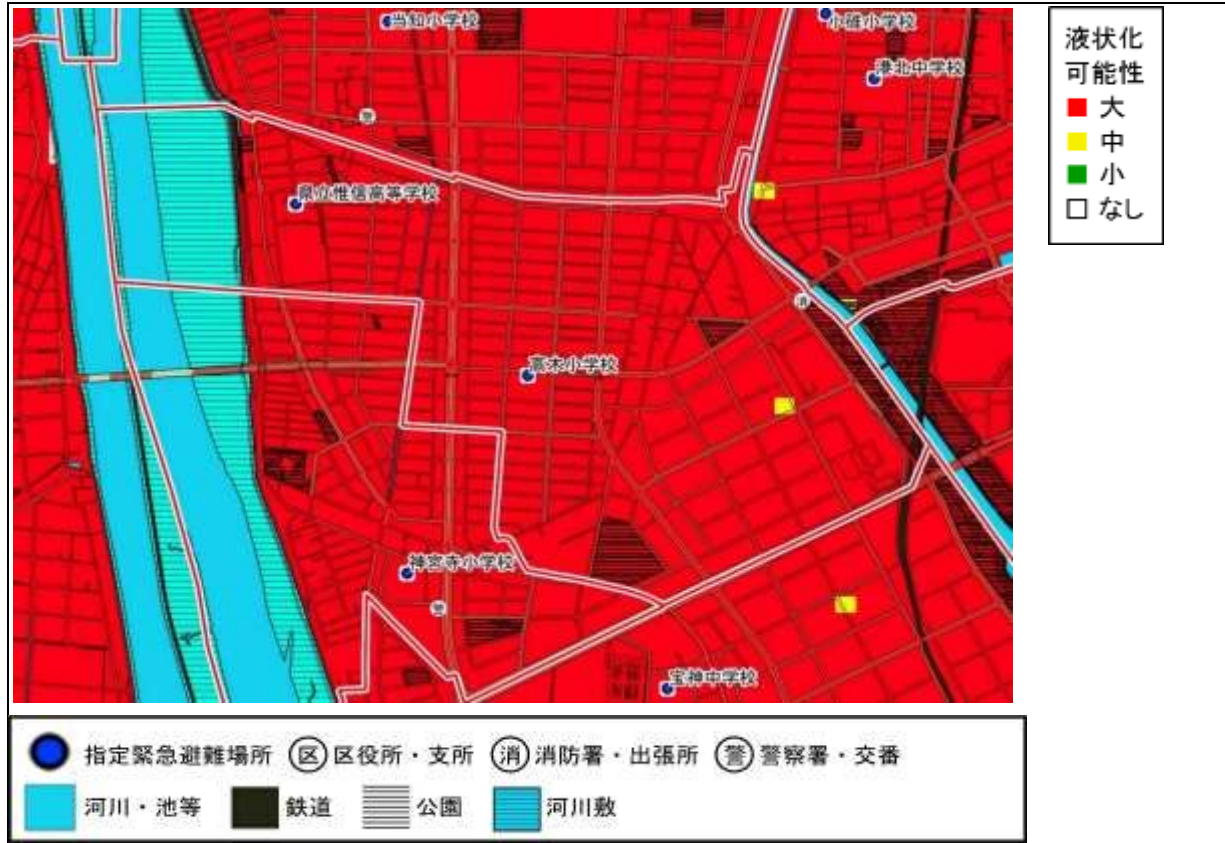 当知小学校
小碓小学校
港北中学校
警
県立惟信高等学校
消
高木小学校
神宮寺小学校
警
宝神中学校
液状化
可能性
大
中
小
なし
指定緊急避難場所 区 区役所・支所 消 消防署・出張所 警 警察署・交番
河川・池等 鉄道 公園 河川敷